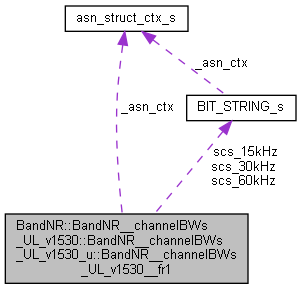 asn_struct_ctx_s
_asn_ctx
_asn_ctx
BIT_STRING_s
scs_15kHz
scs_30kHz
scs_60kHz
BandNR::BandNR__channelBWs
_UL_v1530::BandNR__channelBWs
_UL_v1530_u::BandNR__channelBWs
_UL_v1530__fr1